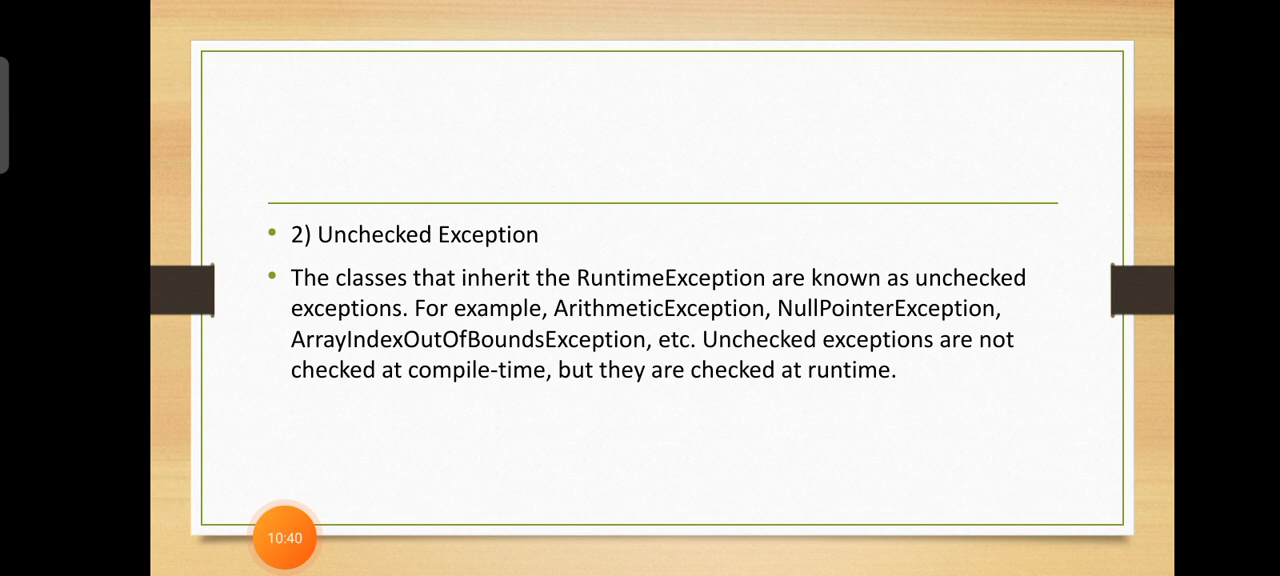 • 2) Unchecked Exception
• The classes that inherit the RuntimeException are known as unchecked
exceptions. For example, ArithmeticException, NullPointerException,
ArrayIndexOutOfBoundsException, etc. Unchecked exceptions are not
checked at compile-time, but they are checked at runtime.
10:40